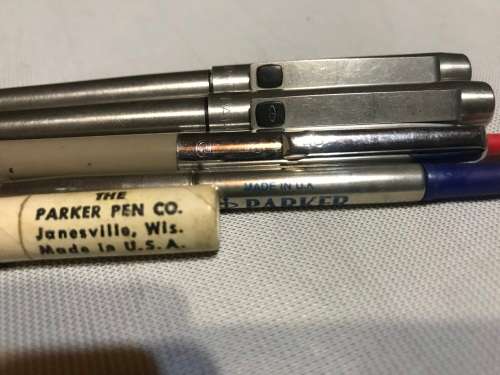 MADE IN U.K
PARKER
THE
PARKER PEN CO.
Janesville, Wis.
Made in U.S.A.